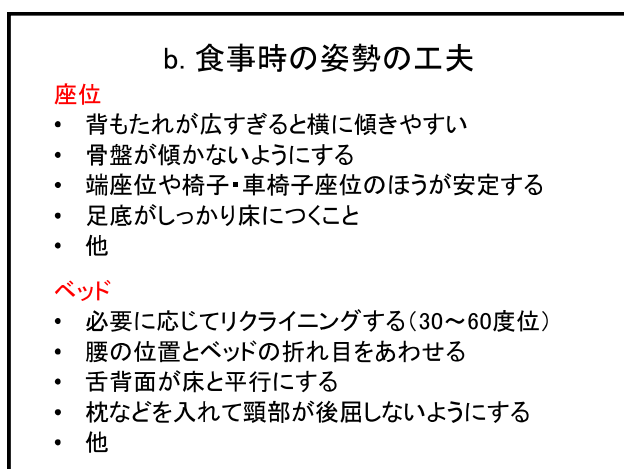 b. 食事時の姿勢の工夫
座位
• 背もたれが広すぎると横に傾きやすい
• 骨盤が傾かないようにする
• 端座位や椅子・車椅子座位のほうが安定する
• 足底がしっかり床につくこと
• 他
ベッド
• 必要に応じてリクライニングする(30～60度位)
• 腰の位置とベッドの折れ目をあわせる
• 舌背面が床と平行にする
• 枕などを入れて頸部が後屈しないようにする
• 他